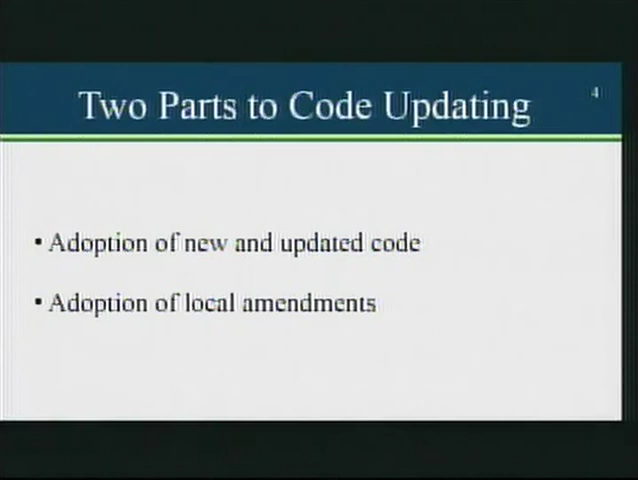 Two Parts to Code Updating
4
• Adoption of new and updated code
• Adoption of local amendments